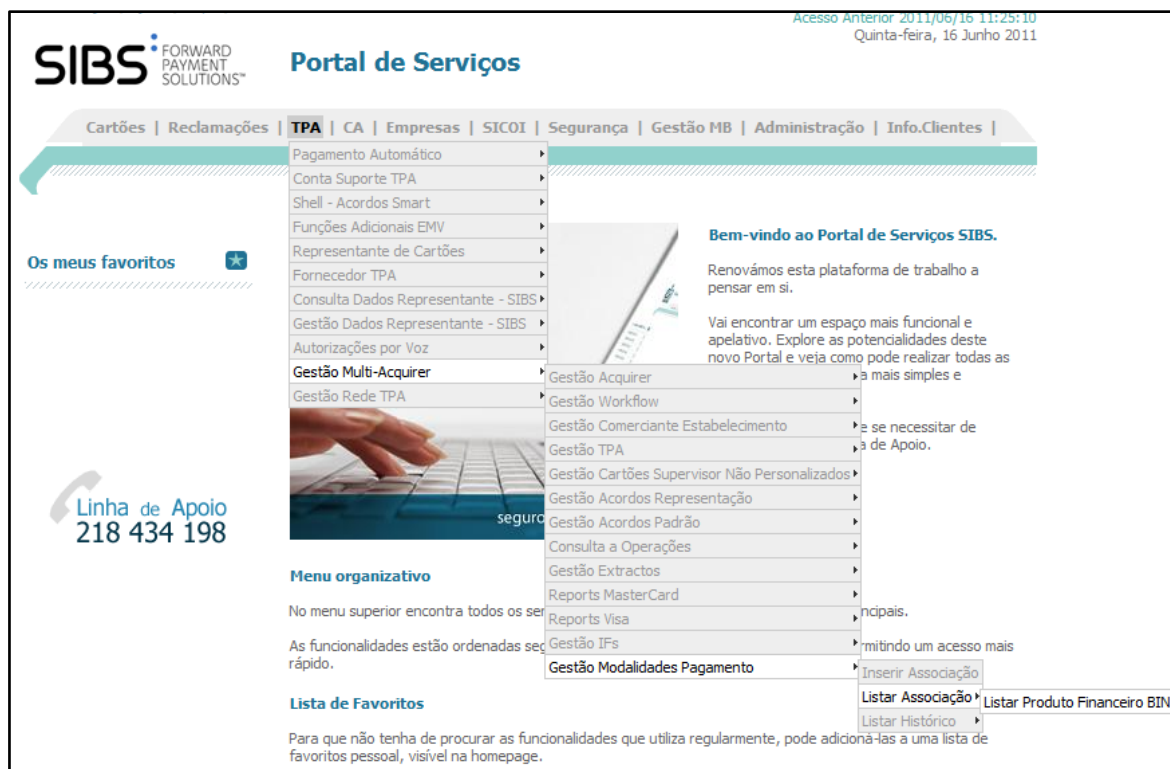 Acesso Anterior 2011/06/16 11:25:10
Quinta-feira, 16 Junho 2011
SIBS FORWARD
PAYMENT
SOLUTIONS™
Portal de Serviços
Cartões | Reclamações | TPA | CA | Empresas | SICOI | Segurança | Gestão MB | Administração | Info.Clientes |
Pagamento Automático
Conta Suporte TPA
Shell - Acordos Smart
Funções Adicionais EMV
Representante de Cartões
Fornecedor TPA
Consulta Dados Representante - SIBS
Gestão Dados Representante - SIBS
Autorizações por Voz
Gestão Multi-Acquirer
Gestão Rede TPA
Os meus favoritos
Bem-vindo ao Portal de Serviços SIBS.
Renovámos esta plataforma de trabalho a
pensar em si.
Vai encontrar um espaço mais funcional e
apelativo. Explore as potencialidades deste
novo Portal e veja como pode realizar todas as
a mais simples e
e se necessitar de
a de Apoio.
Gestão Acquirer
Gestão Workflow
Gestão Comerciante Estabelecimento
Gestão TPA
Gestão Cartões Supervisor Não Personalizados
Gestão Acordos Representação
Gestão Acordos Padrão
Consulta a Operações
Gestão Extractos
Reports MasterCard
Reports Visa
Gestão IFs
Gestão Modalidades Pagamento
Inserir Associação
Listar Associação
Listar Histórico
Listar Produto Financeiro BIN
Linha de Apoio
218 434 198
seguro
Menu organizativo
No menu superior encontra todos os ser
ncipais.
As funcionalidades estão ordenadas seg
rmitindo um acesso mais
rápido.
Lista de Favoritos
Para que não tenha de procurar as funcionalidades que utiliza regularmente, pode adicioná-las a uma lista de
favoritos pessoal, visível na homepage.